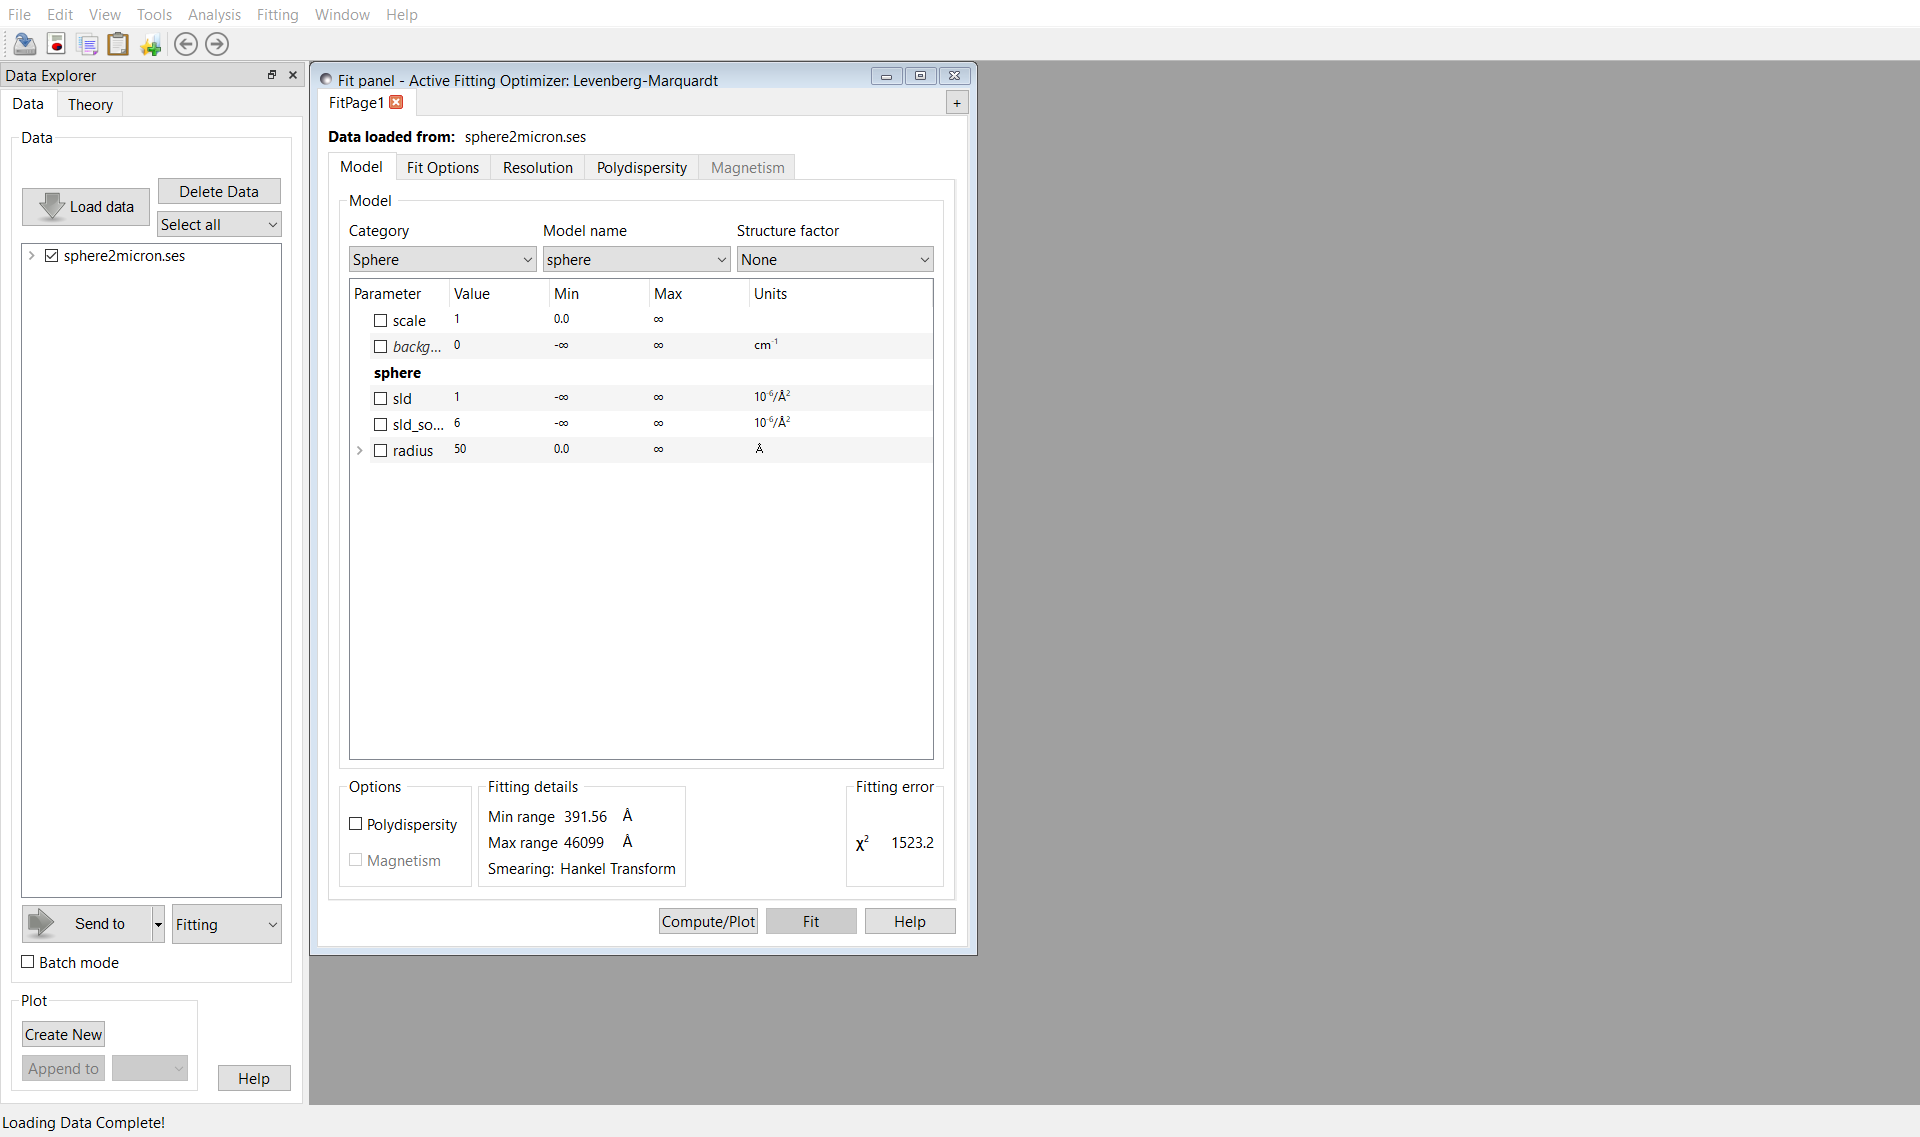 File Edit View Tools Analysis Fitting Window Help
Data Explorer
Data Theory
Data
Load data
Delete Data
Select all
sphere2micron.ses
Send to
Fitting
Batch mode
Plot
Create New
Append to
Help
Loading Data Complete!
Fit panel - Active Fitting Optimizer: Levenberg-Marquardt
FitPage1
+
Data loaded from: sphere2micron.ses
Model Fit Options Resolution Polydispersity Magnetism
Model
Category Model name Structure factor
Sphere sphere None
Parameter Value Min Max Units
scale 1 0.0 ∞
backg... 0 -∞ ∞ cm⁻¹
sphere
sld 1 -∞ ∞ 10⁻⁶/Å²
sld_so... 6 -∞ ∞ 10⁻⁶/Å²
radius 50 0.0 ∞ Å
Options
Polydispersity
Magnetism
Fitting details
Min range 391.56 Å
Max range 46099 Å
Smearing: Hankel Transform
Fitting error
χ² 1523.2
Compute/Plot Fit Help